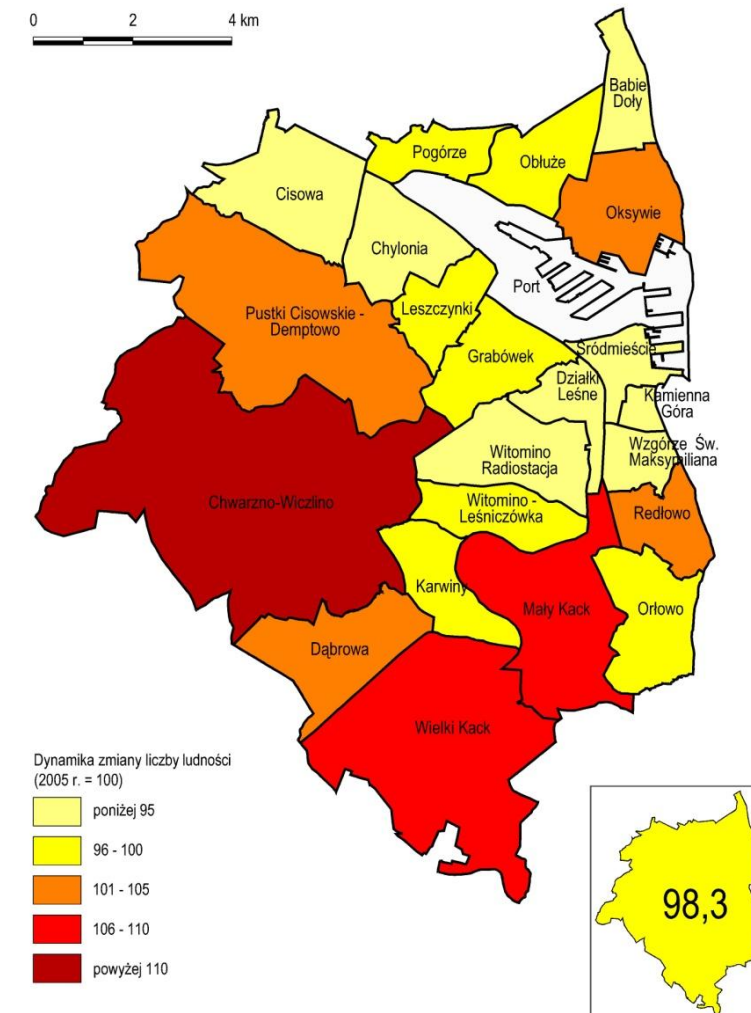 0 2 4 km
Babie
Doły
Pogórze
Obłuże
Cisowa
Oksywie
Chylonia
Port
Pustki Cisowskie -
Demptowo
Leszczynki
Grabówek
Śródmieście
Działki
Leśne
Kamienna
Góra
Witomino
Radiostacja
Wzgórze Św.
Maksymiliana
Chwarzno-Wiczlino
Witomino -
Leśniczówka
Redłowo
Karwiny
Mały Kack
Orłowo
Dąbrowa
Wielki Kack
Dynamika zmiany liczby ludności
(2005 r. = 100)
poniżej 95
96 - 100
101 - 105
106 - 110
powyżej 110
98,3